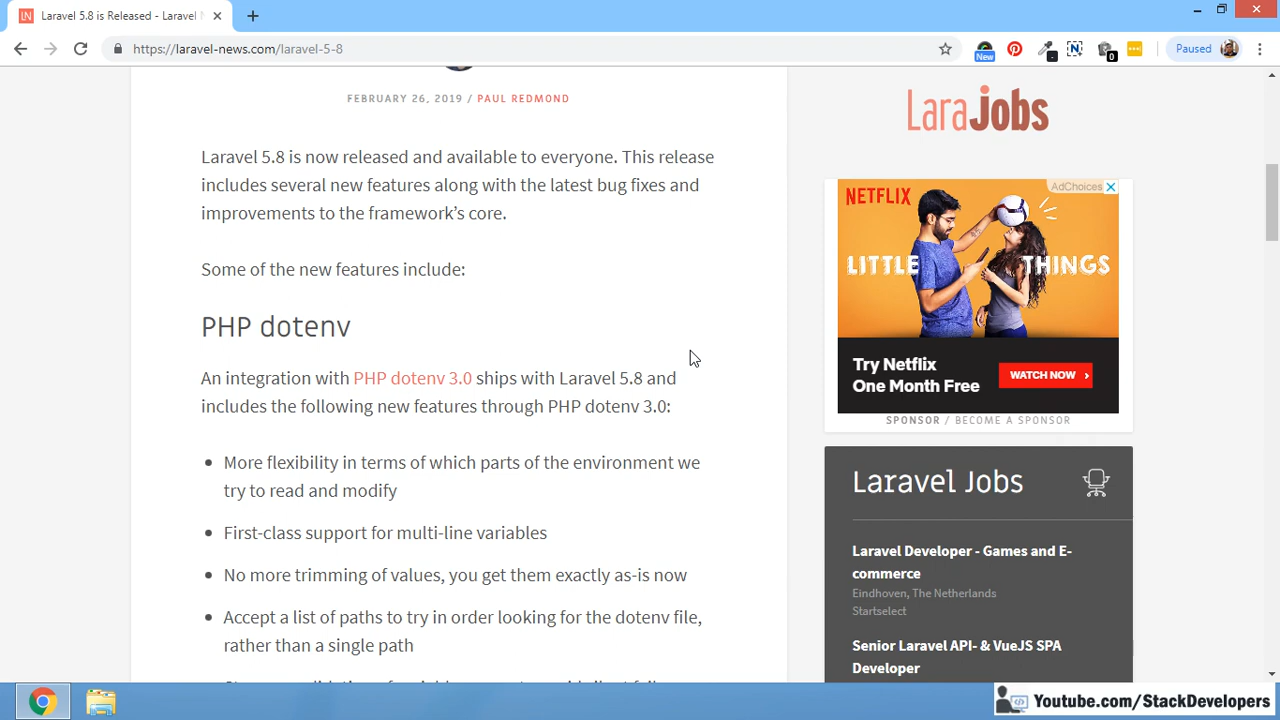 Laravel 5.8 is Released - Laravel N
https://laravel-news.com/laravel-5-8
New
0
Paused
FEBRUARY 26, 2019 / PAUL REDMOND
Laravel 5.8 is now released and available to everyone. This release
includes several new features along with the latest bug fixes and
improvements to the framework’s core.
Some of the new features include:
PHP dotenv
An integration with PHP dotenv 3.0 ships with Laravel 5.8 and
includes the following new features through PHP dotenv 3.0:
More flexibility in terms of which parts of the environment we
try to read and modify
First-class support for multi-line variables
No more trimming of values, you get them exactly as-is now
Accept a list of paths to try in order looking for the dotenv file,
rather than a single path
LaraJobs
AdChoices
NETFLIX
LITTLE THINGS
Try Netflix
One Month Free
WATCH NOW
SPONSOR / BECOME A SPONSOR
Laravel Jobs
Laravel Developer - Games and E-
commerce
Eindhoven, The Netherlands
Startselect
Senior Laravel API- & VueJS SPA
Developer
Youtube.com/StackDevelopers